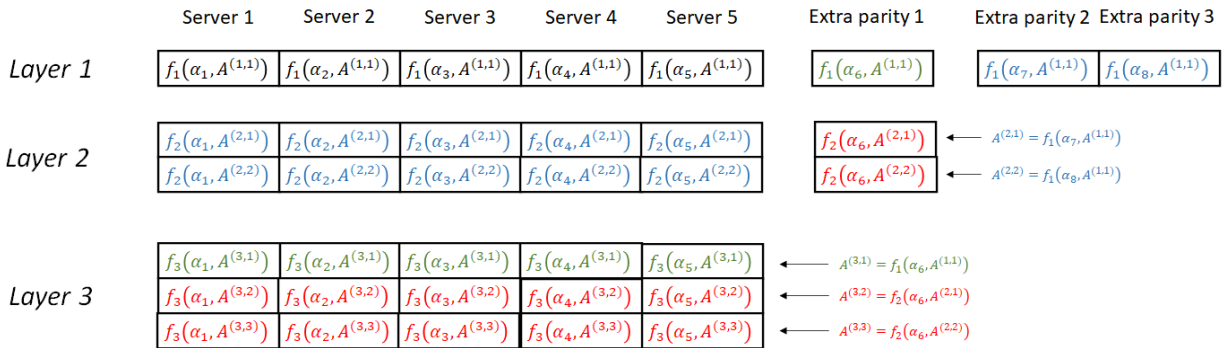 Server 1 Server 2 Server 3 Server 4 Server 5 Extra parity 1 Extra parity 2 Extra parity 3
Layer 1 f₁(α₁, A⁽¹,¹⁾) f₁(α₂, A⁽¹,¹⁾) f₁(α₃, A⁽¹,¹⁾) f₁(α₄, A⁽¹,¹⁾) f₁(α₅, A⁽¹,¹⁾) f₁(α₆, A⁽¹,¹⁾) f₁(α₇, A⁽¹,¹⁾) f₁(α₈, A⁽¹,¹⁾)
Layer 2
f₂(α₁, A⁽²,¹⁾) f₂(α₂, A⁽²,¹⁾) f₂(α₃, A⁽²,¹⁾) f₂(α₄, A⁽²,¹⁾) f₂(α₅, A⁽²,¹⁾) f₂(α₆, A⁽²,¹⁾) A⁽²,¹⁾ = f₁(α₇, A⁽¹,¹⁾)
f₂(α₁, A⁽²,²⁾) f₂(α₂, A⁽²,²⁾) f₂(α₃, A⁽²,²⁾) f₂(α₄, A⁽²,²⁾) f₂(α₅, A⁽²,²⁾) f₂(α₆, A⁽²,²⁾) A⁽²,²⁾ = f₁(α₈, A⁽¹,¹⁾)
Layer 3
f₃(α₁, A⁽³,¹⁾) f₃(α₂, A⁽³,¹⁾) f₃(α₃, A⁽³,¹⁾) f₃(α₄, A⁽³,¹⁾) f₃(α₅, A⁽³,¹⁾) A⁽³,¹⁾ = f₁(α₆, A⁽¹,¹⁾)
f₃(α₁, A⁽³,²⁾) f₃(α₂, A⁽³,²⁾) f₃(α₃, A⁽³,²⁾) f₃(α₄, A⁽³,²⁾) f₃(α₅, A⁽³,²⁾) A⁽³,²⁾ = f₂(α₆, A⁽²,¹⁾)
f₃(α₁, A⁽³,³⁾) f₃(α₂, A⁽³,³⁾) f₃(α₃, A⁽³,³⁾) f₃(α₄, A⁽³,³⁾) f₃(α₅, A⁽³,³⁾) A⁽³,³⁾ = f₂(α₆, A⁽²,²⁾)